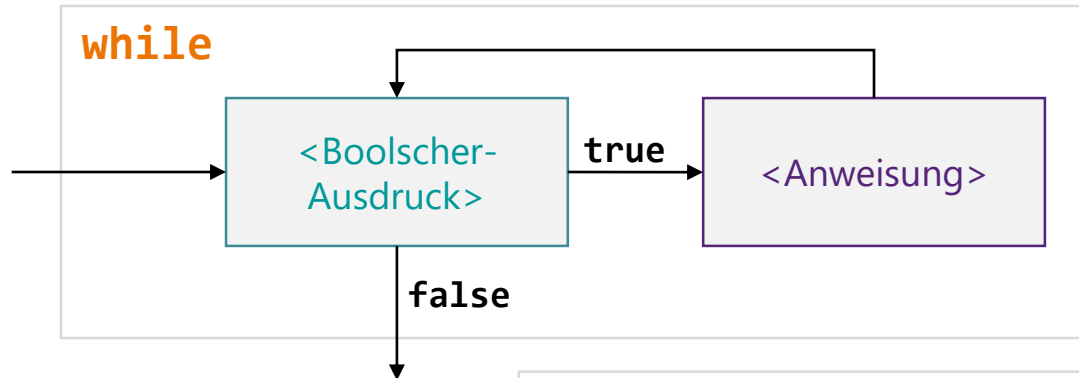 while
<Boolscher-
Ausdruck>
true
<Anweisung>
false